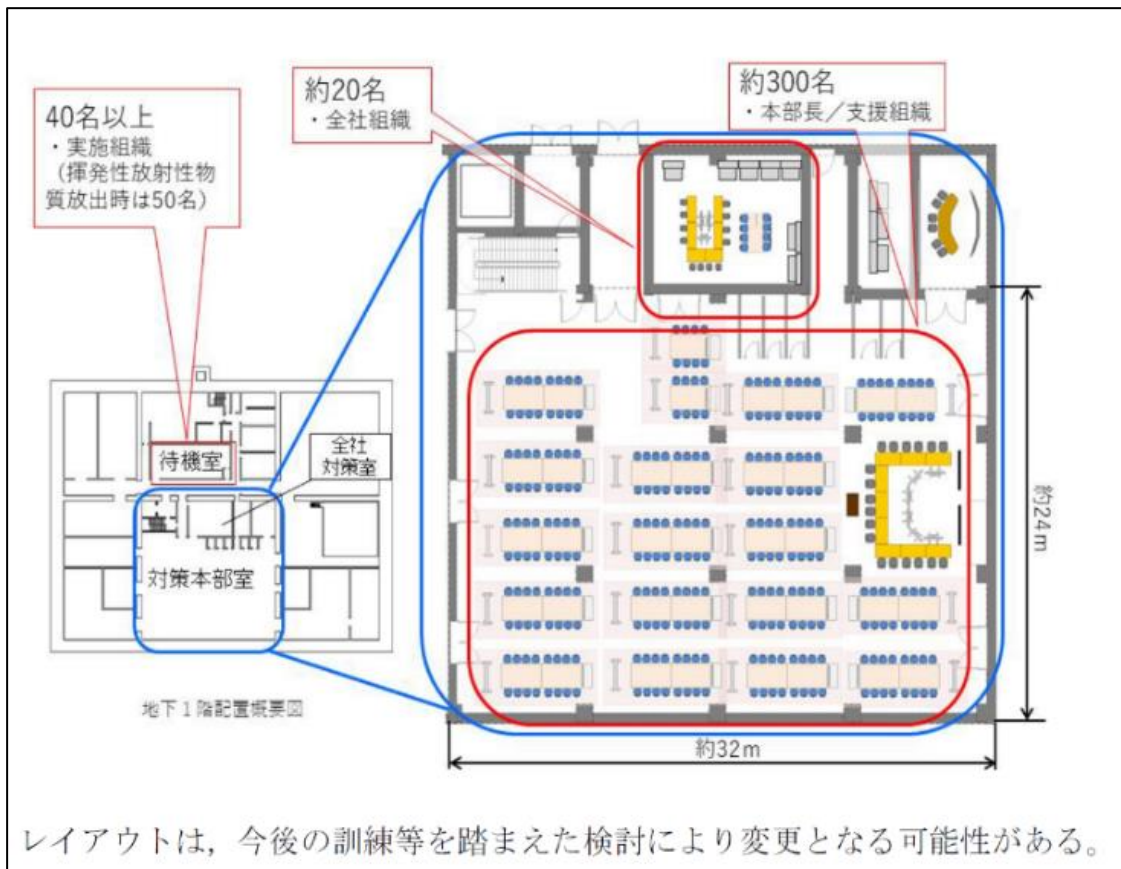 40名以上
・実施組織
（揮発性放射性物
質放出時は50名）
約20名
・全社組織
約300名
・本部長／支援組織
待機室
全社
対策室
対策本部室
地下１階配置概要図
約24m
約32m
レイアウトは，今後の訓練等を踏まえた検討により変更となる可能性がある。